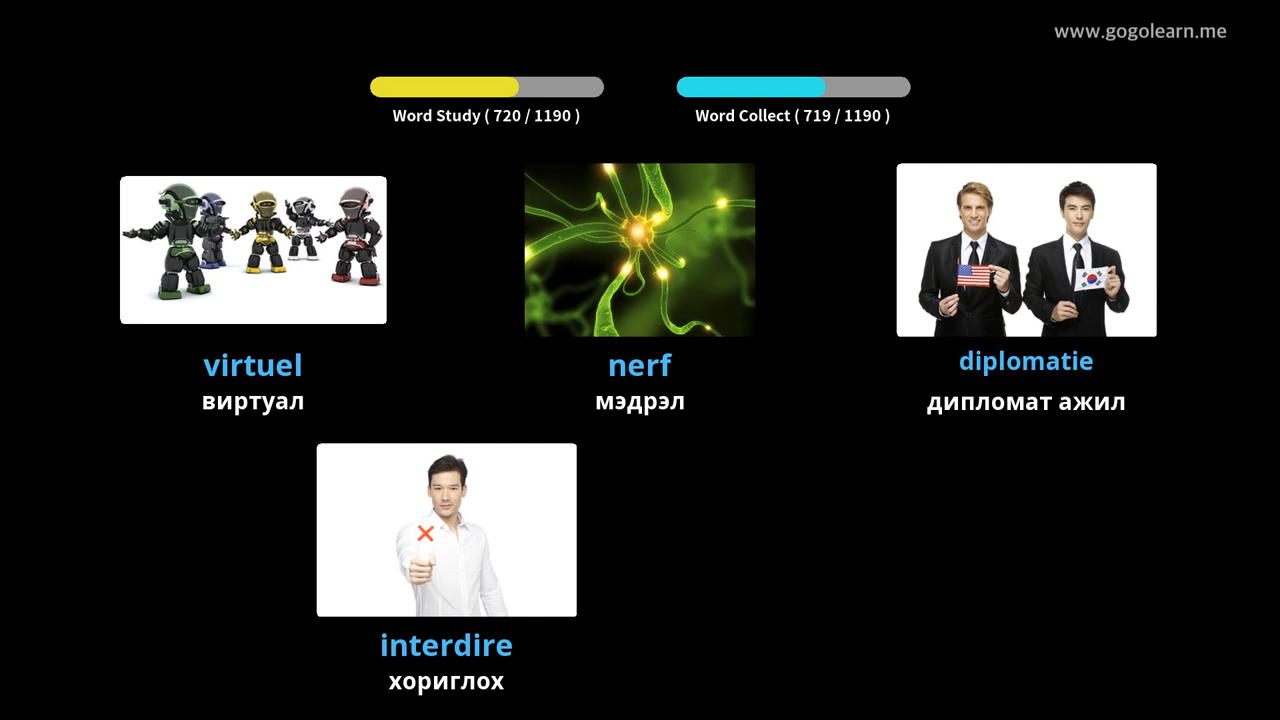 www.gogolearn.me
Word Study ( 720 / 1190 )
Word Collect ( 719 / 1190 )
virtuel
виртуал
nerf
мэдрэл
diplomatie
дипломат ажил
interdire
хориглох